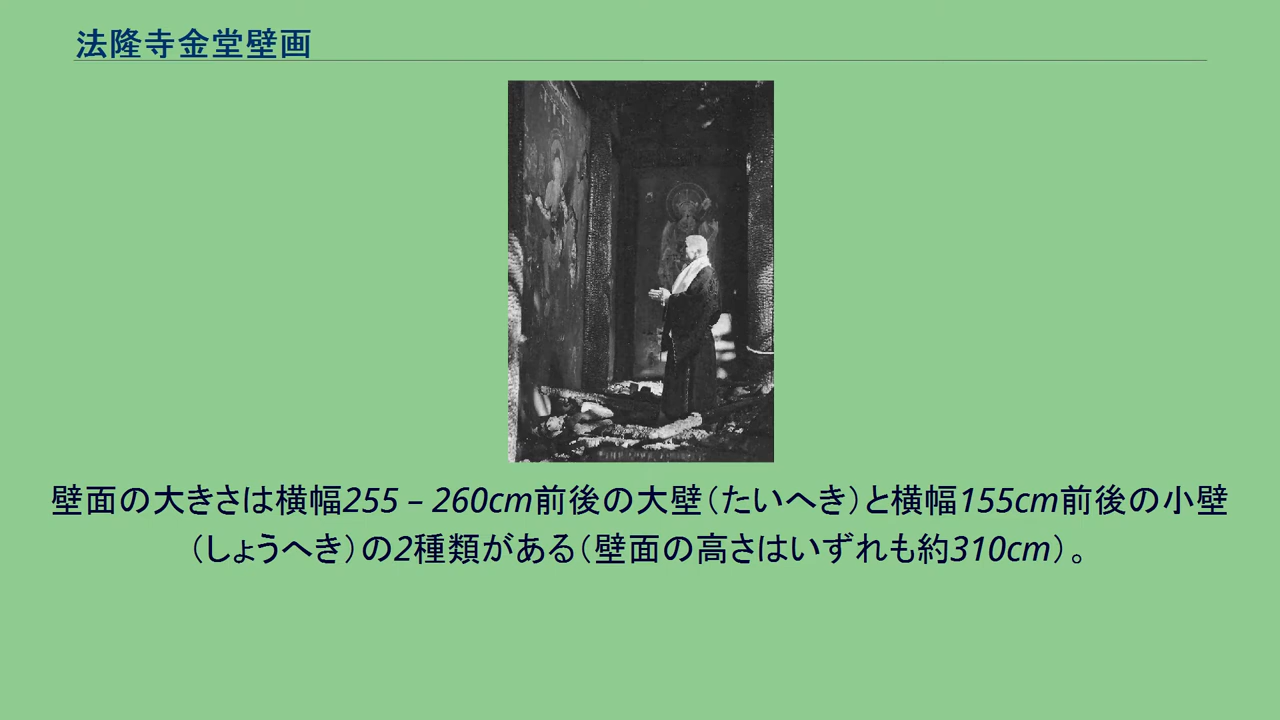 法隆寺金堂壁画
壁面の大きさは横幅255 – 260cm前後の大壁（たいへき）と横幅155cm前後の小壁
（しょうへき）の2種類がある（壁面の高さはいずれも約310cm）。